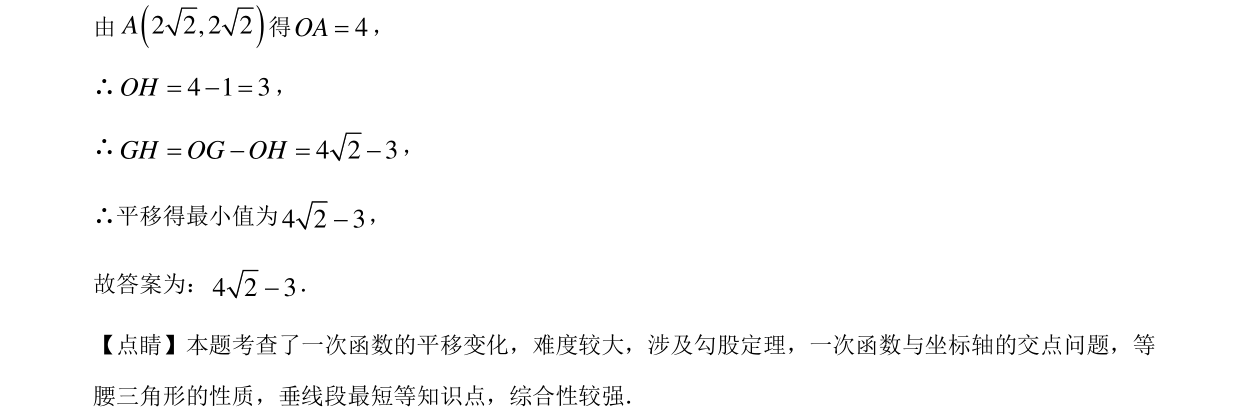 由 A(2√2,2√2)得OA=4，
∴OH=4−1=3，
∴GH=OG−OH=4√2−3，
∴平移得最小值为4√2−3，
故答案为：4√2−3．
【点睛】本题考查了一次函数的平移变化，难度较大，涉及勾股定理，一次函数与坐标轴的交点问题，等
腰三角形的性质，垂线段最短等知识点，综合性较强．